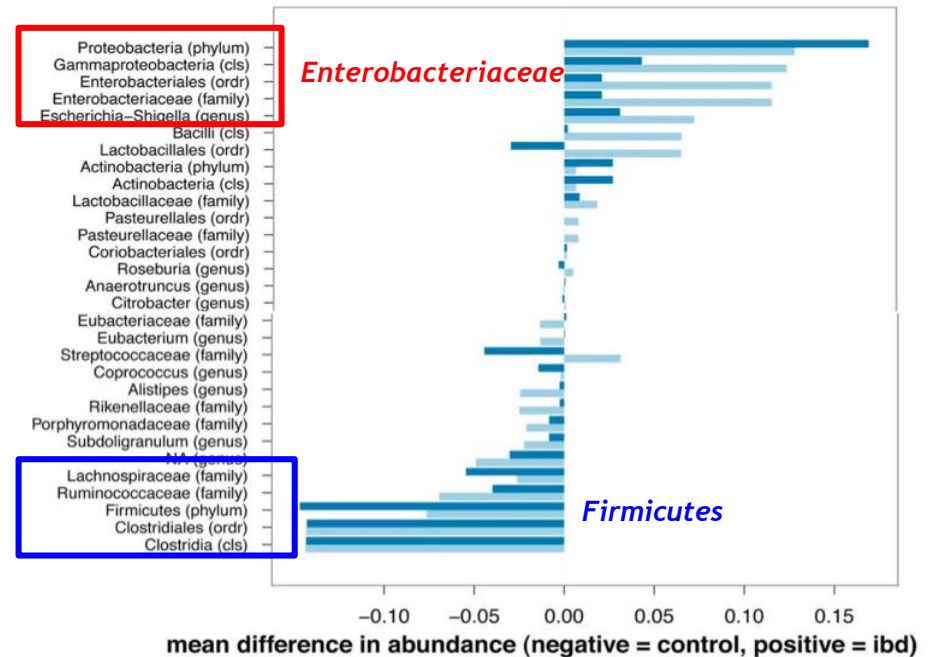 Proteobacteria (phylum)
Gammaproteobacteria (cls)
Enterobacteriales (ordr)
Enterobacteriaceae (family)
Escherichia−Shigella (genus)
Bacilli (cls)
Lactobacillales (ordr)
Actinobacteria (phylum)
Actinobacteria (cls)
Lactobacillaceae (family)
Pasteurellales (ordr)
Pasteurellaceae (family)
Coriobacteriales (ordr)
Roseburia (genus)
Anaerotruncus (genus)
Citrobacter (genus)
Eubacteriaceae (family)
Eubacterium (genus)
Streptococcaceae (family)
Coprococcus (genus)
Alistipes (genus)
Rikenellaceae (family)
Porphyromonadaceae (family)
Subdoligranulum (genus)
NA (genus)
Lachnospiraceae (family)
Ruminococcaceae (family)
Firmicutes (phylum)
Clostridiales (ordr)
Clostridia (cls)
Enterobacteriaceae
Firmicutes
−0.10 −0.05 0.00 0.05 0.10 0.15
mean difference in abundance (negative = control, positive = ibd)